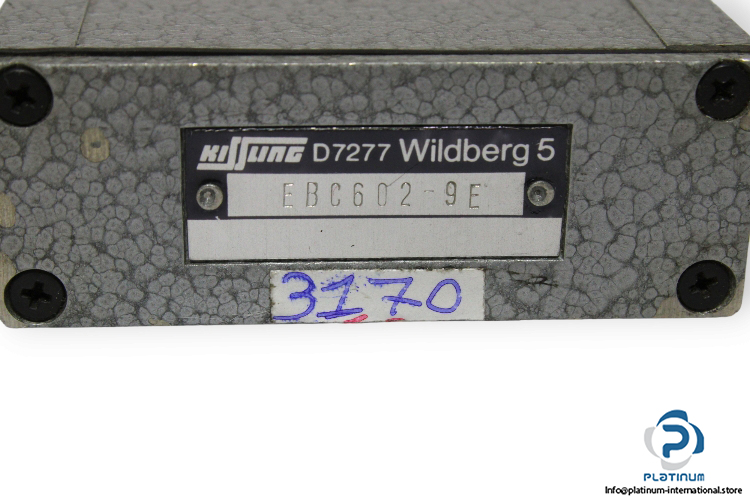 KISSLING D7277 Wildberg 5
EBC602-9E
3170
PLATINUM
Info@platinum-international.store